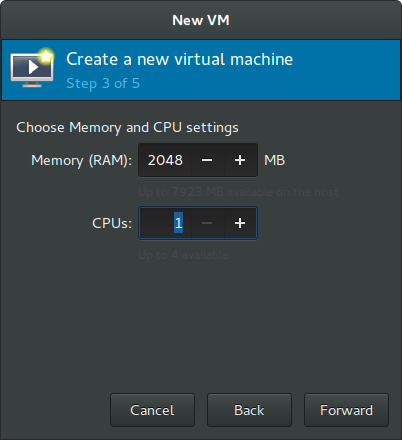 New VM
Create a new virtual machine
Step 3 of 5
Choose Memory and CPU settings
Memory (RAM): 2048 − + MB
Up to 7923 MB available on the host
CPUs: 1 − +
Up to 4 available
Cancel Back Forward